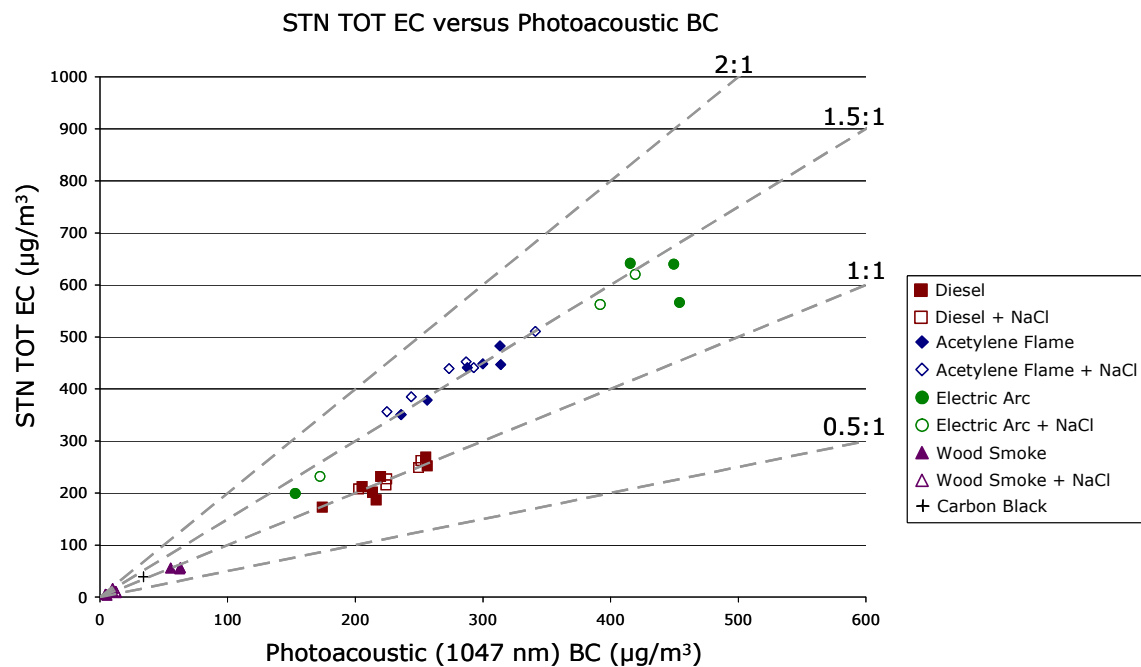 STN TOT EC versus Photoacoustic BC
2:1
1.5:1
1:1
0.5:1
STN TOT EC (µg/m³)
1000
900
800
700
600
500
400
300
200
100
0
0 100 200 300 400 500 600
Photoacoustic (1047 nm) BC (µg/m³)
Diesel
Diesel + NaCl
Acetylene Flame
Acetylene Flame + NaCl
Electric Arc
Electric Arc + NaCl
Wood Smoke
Wood Smoke + NaCl
Carbon Black